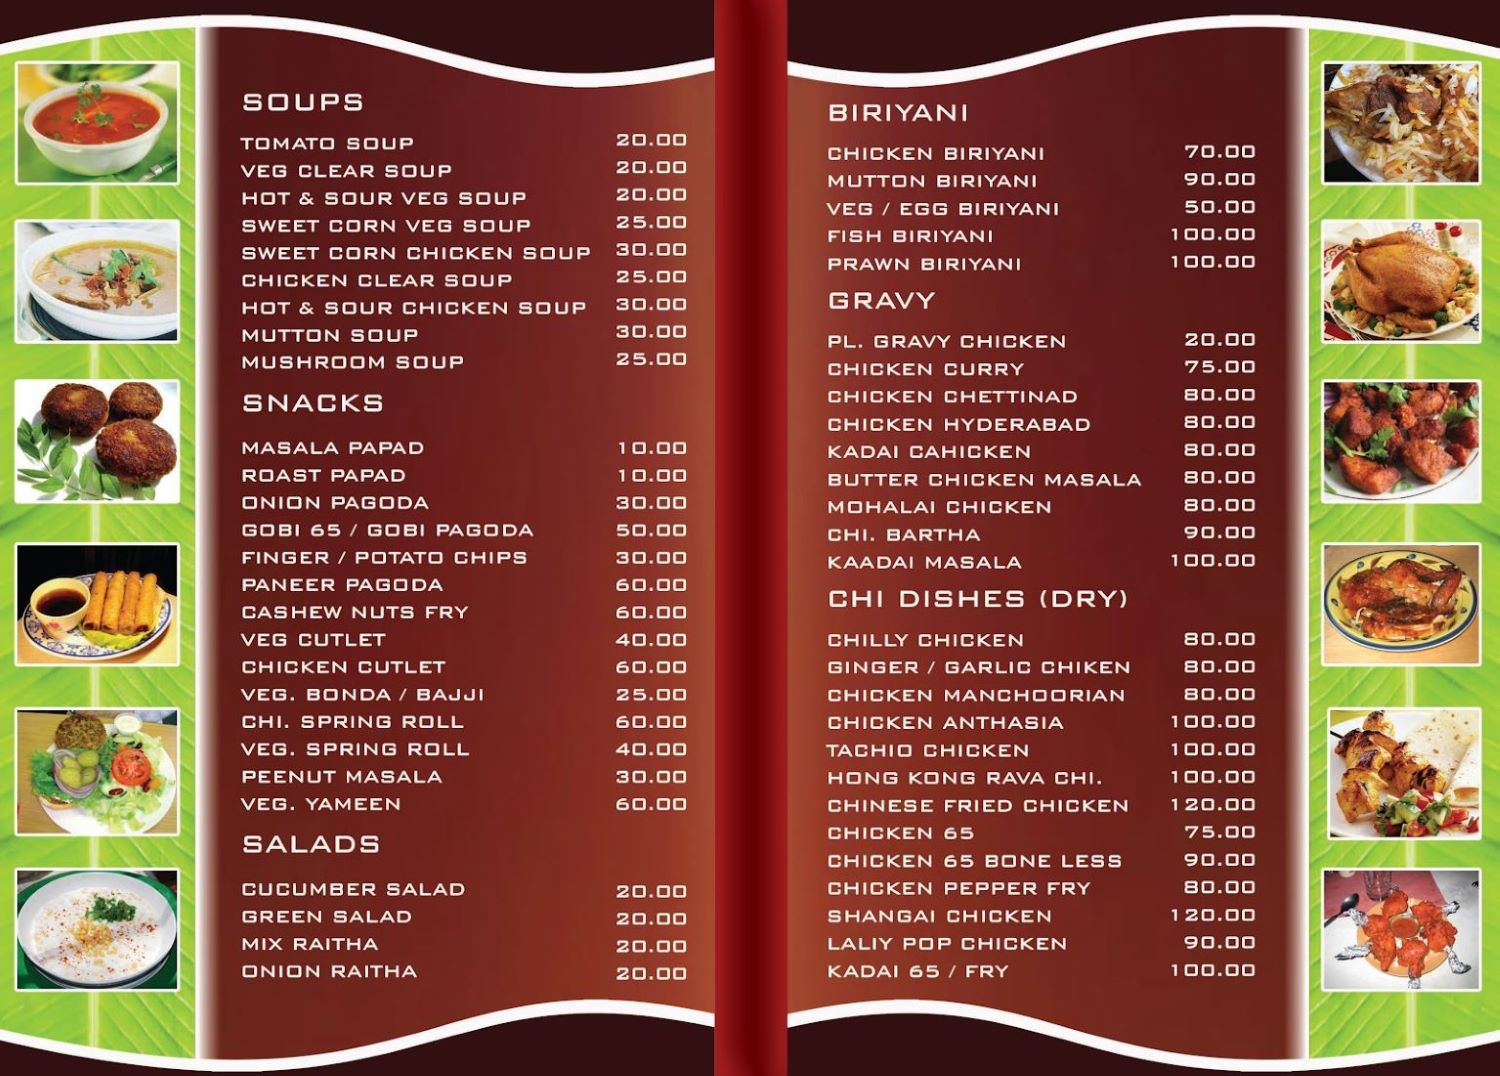 SOUPS
TOMATO SOUP 20.00
VEG CLEAR SOUP 20.00
HOT & SOUR VEG SOUP 20.00
SWEET CORN VEG SOUP 25.00
SWEET CORN CHICKEN SOUP 30.00
CHICKEN CLEAR SOUP 25.00
HOT & SOUR CHICKEN SOUP 30.00
MUTTON SOUP 30.00
MUSHROOM SOUP 25.00
SNACKS
MASALA PAPAD 10.00
ROAST PAPAD 10.00
ONION PAGODA 30.00
GOBI 65 / GOBI PAGODA 50.00
FINGER / POTATO CHIPS 30.00
PANEER PAGODA 60.00
CASHEW NUTS FRY 60.00
VEG CUTLET 40.00
CHICKEN CUTLET 60.00
VEG. BONDA / BAJJI 25.00
CHI. SPRING ROLL 60.00
VEG. SPRING ROLL 40.00
PEENUT MASALA 30.00
VEG. YAMEEN 60.00
SALADS
CUCUMBER SALAD 20.00
GREEN SALAD 20.00
MIX RAITHA 20.00
ONION RAITHA 20.00
BIRIYANI
CHICKEN BIRIYANI 70.00
MUTTON BIRIYANI 90.00
VEG / EGG BIRIYANI 50.00
FISH BIRIYANI 100.00
PRAWN BIRIYANI 100.00
GRAVY
PL. GRAVY CHICKEN 20.00
CHICKEN CURRY 75.00
CHICKEN CHETTINAD 80.00
CHICKEN HYDERABAD 80.00
KADAI CAHICKEN 80.00
BUTTER CHICKEN MASALA 80.00
MOHALAI CHICKEN 80.00
CHI. BARTHA 90.00
KAADAI MASALA 100.00
CHI DISHES (DRY)
CHILLY CHICKEN 80.00
GINGER / GARLIC CHIKEN 80.00
CHICKEN MANCHOORIAN 80.00
CHICKEN ANTHASIA 100.00
TACHIO CHICKEN 100.00
HONG KONG RAVA CHI. 100.00
CHINESE FRIED CHICKEN 120.00
CHICKEN 65 75.00
CHICKEN 65 BONE LESS 90.00
CHICKEN PEPPER FRY 80.00
SHANGAI CHICKEN 120.00
LALIY POP CHICKEN 90.00
KADAI 65 / FRY 100.00